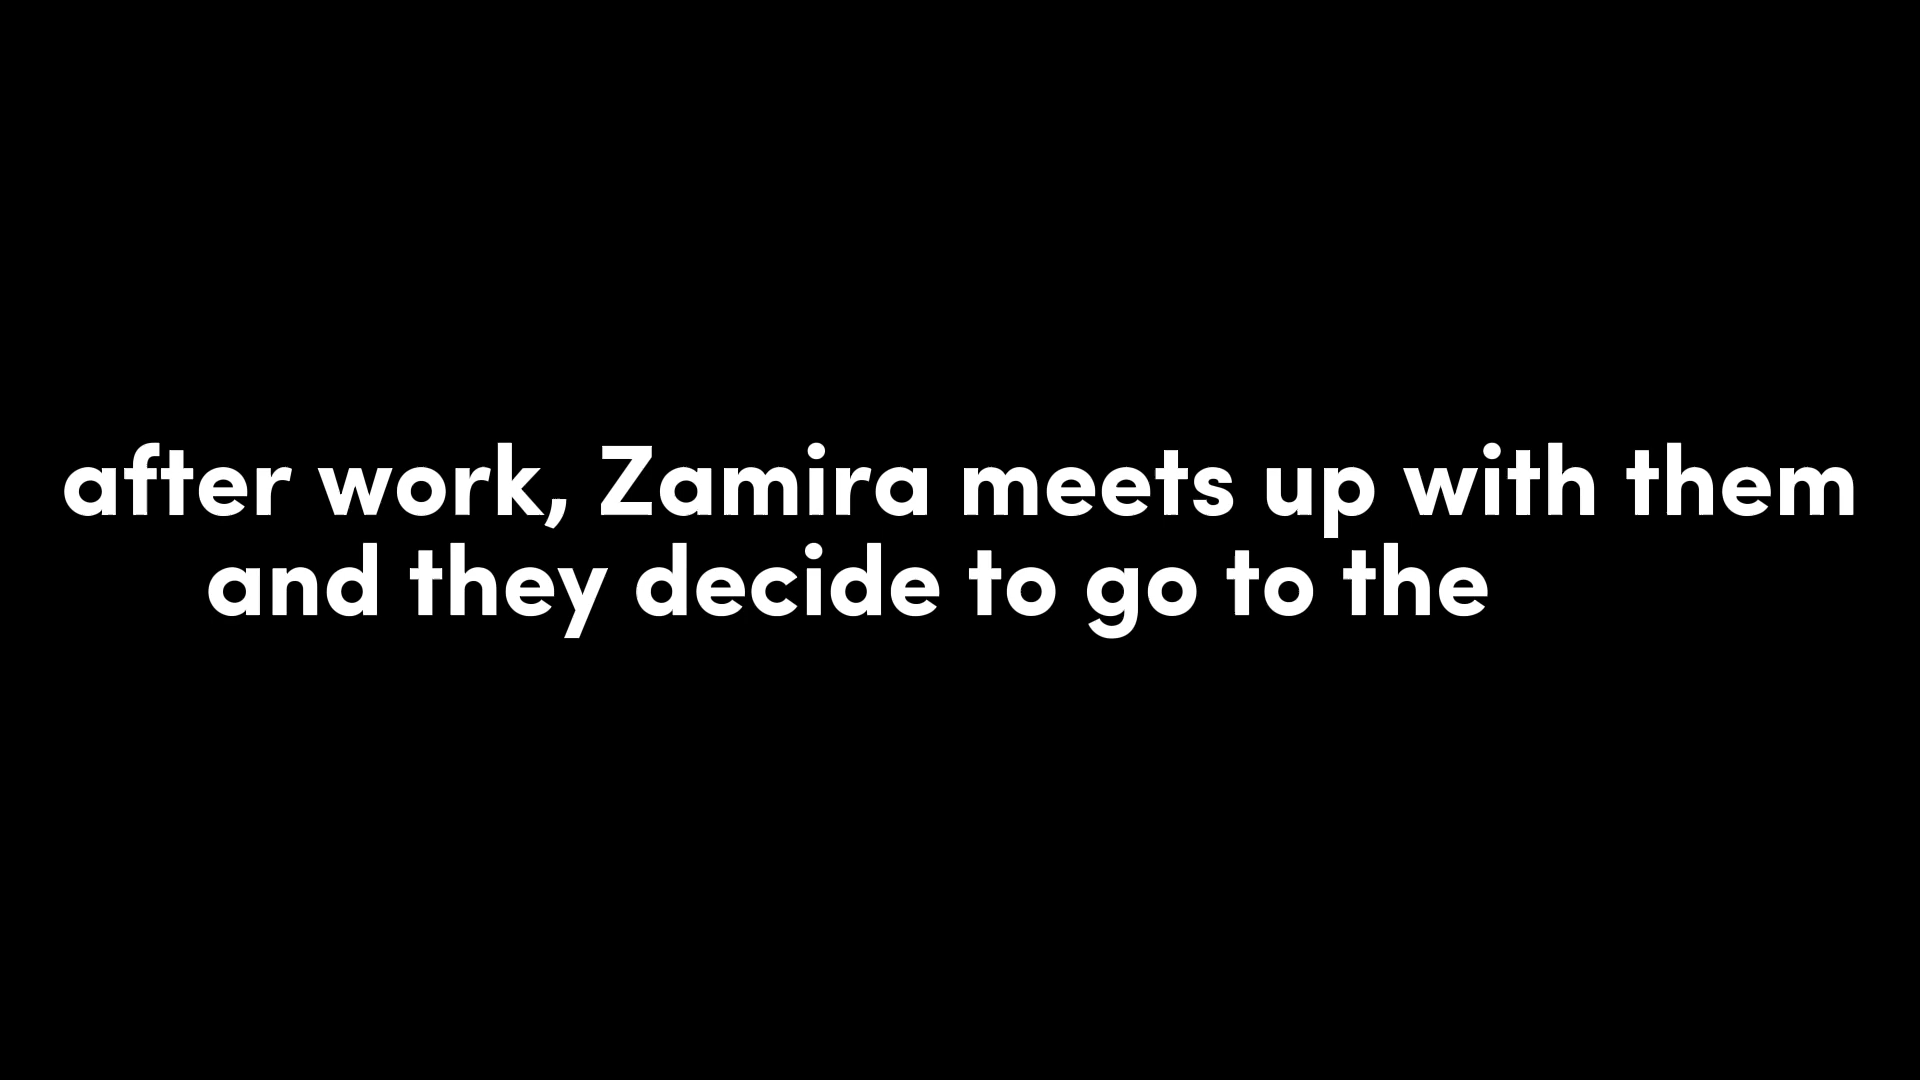 after work, Zamira meets up with them
and they decide to go to the